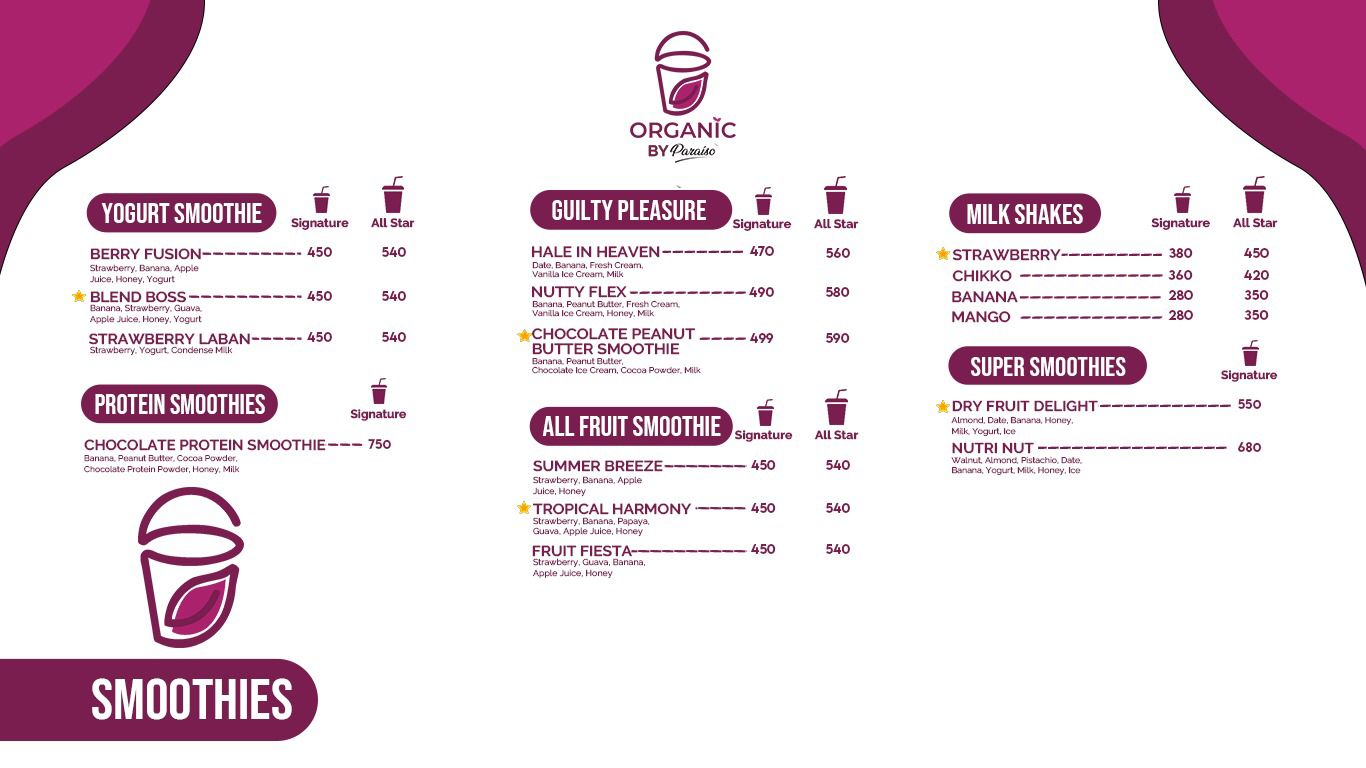 ORGANIC
BY Paraíso
YOGURT SMOOTHIE Signature All Star
BERRY FUSION 450 540
Strawberry, Banana, Apple
Juice, Honey, Yogurt
BLEND BOSS 450 540
Banana, Strawberry, Guava,
Apple Juice, Honey, Yogurt
STRAWBERRY LABAN 450 540
Strawberry, Yogurt, Condense Milk
PROTEIN SMOOTHIES Signature
CHOCOLATE PROTEIN SMOOTHIE 750
Banana, Peanut Butter, Cocoa Powder,
Chocolate Protein Powder, Honey, Milk
SMOOTHIES
GUILTY PLEASURE Signature All Star
HALE IN HEAVEN 470 560
Date, Banana, Fresh Cream,
Vanilla Ice Cream, Milk
NUTTY FLEX 490 580
Banana, Peanut Butter, Fresh Cream,
Vanilla Ice Cream, Honey, Milk
CHOCOLATE PEANUT
BUTTER SMOOTHIE 499 590
Banana, Peanut Butter,
Chocolate Ice Cream, Cocoa Powder, Milk
ALL FRUIT SMOOTHIE Signature All Star
SUMMER BREEZE 450 540
Strawberry, Banana, Apple
Juice, Honey
TROPICAL HARMONY 450 540
Strawberry, Banana, Papaya,
Guava, Apple Juice, Honey
FRUIT FIESTA 450 540
Strawberry, Guava, Banana,
Apple Juice, Honey
MILK SHAKES Signature All Star
STRAWBERRY 380 450
CHIKKO 360 420
BANANA 280 350
MANGO 280 350
SUPER SMOOTHIES Signature
DRY FRUIT DELIGHT 550
Almond, Date, Banana, Honey,
Milk, Yogurt, Ice
NUTRI NUT 680
Walnut, Almond, Pistachio, Date,
Banana, Yogurt, Milk, Honey, Ice